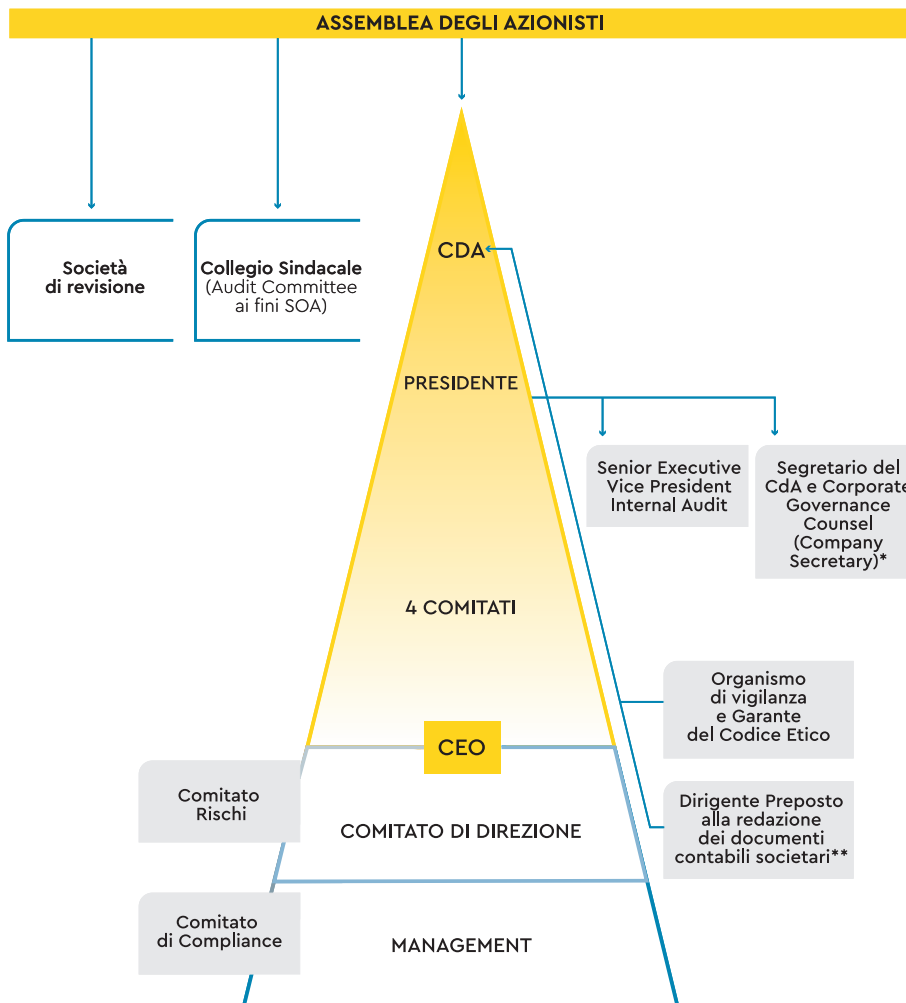 ASSEMBLEA DEGLI AZIONISTI
Società
di revisione
Collegio Sindacale
(Audit Committee
ai fini SOA)
CDA
PRESIDENTE
Senior Executive
Vice President
Internal Audit
Segretario del
CdA e Corporate
Governance
Counsel
(Company
Secretary)*
4 COMITATI
Organismo
di vigilanza
e Garante
del Codice Etico
CEO
Comitato
Rischi
COMITATO DI DIREZIONE
Dirigente Preposto
alla redazione
dei documenti
contabili societari**
Comitato
di Compliance
MANAGEMENT